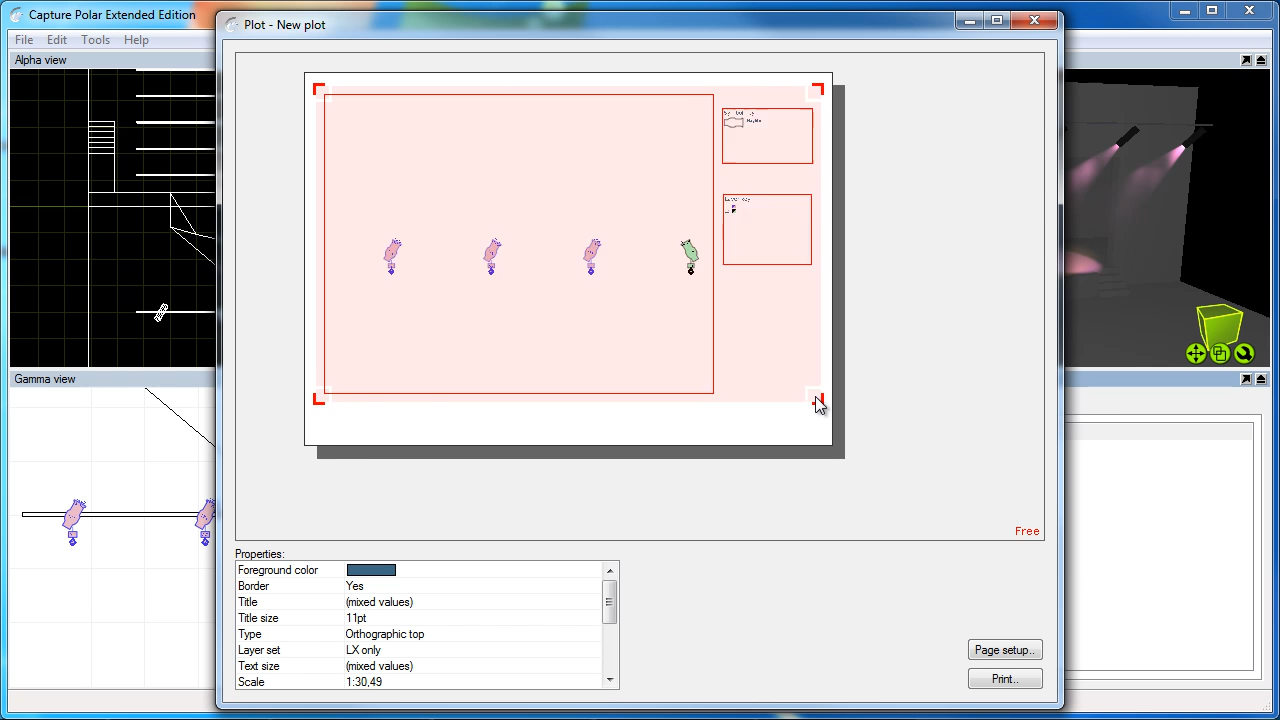 Capture Polar Extended Edition
Plot - New plot
File Edit Tools Help
Alpha view
Gamma view
Free
Properties:
Foreground color
Border Yes
Title (mixed values)
Title size 11pt
Type Orthographic top
Layer set LX only
Text size (mixed values)
Scale 1:30,49
Page setup..
Print..